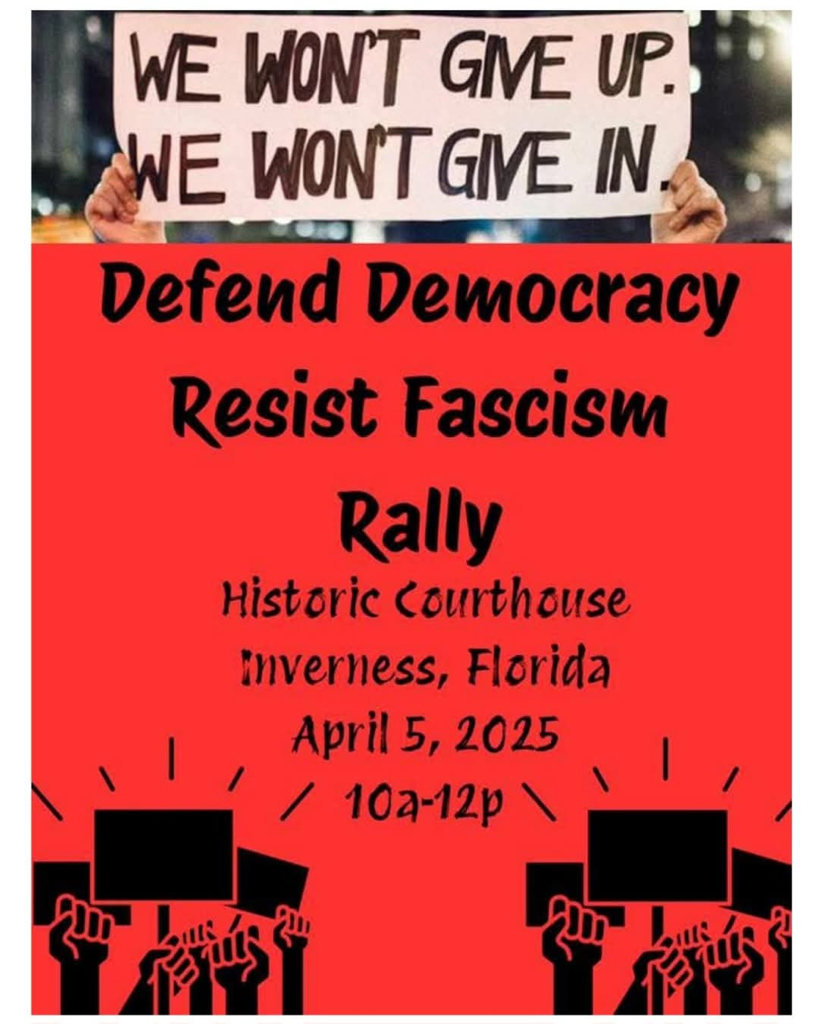 WE WON'T GIVE UP.
WE WON'T GIVE IN.
Defend Democracy
Resist Fascism
Rally
Historic Courthouse
Inverness, Florida
April 5, 2025
10a-12p